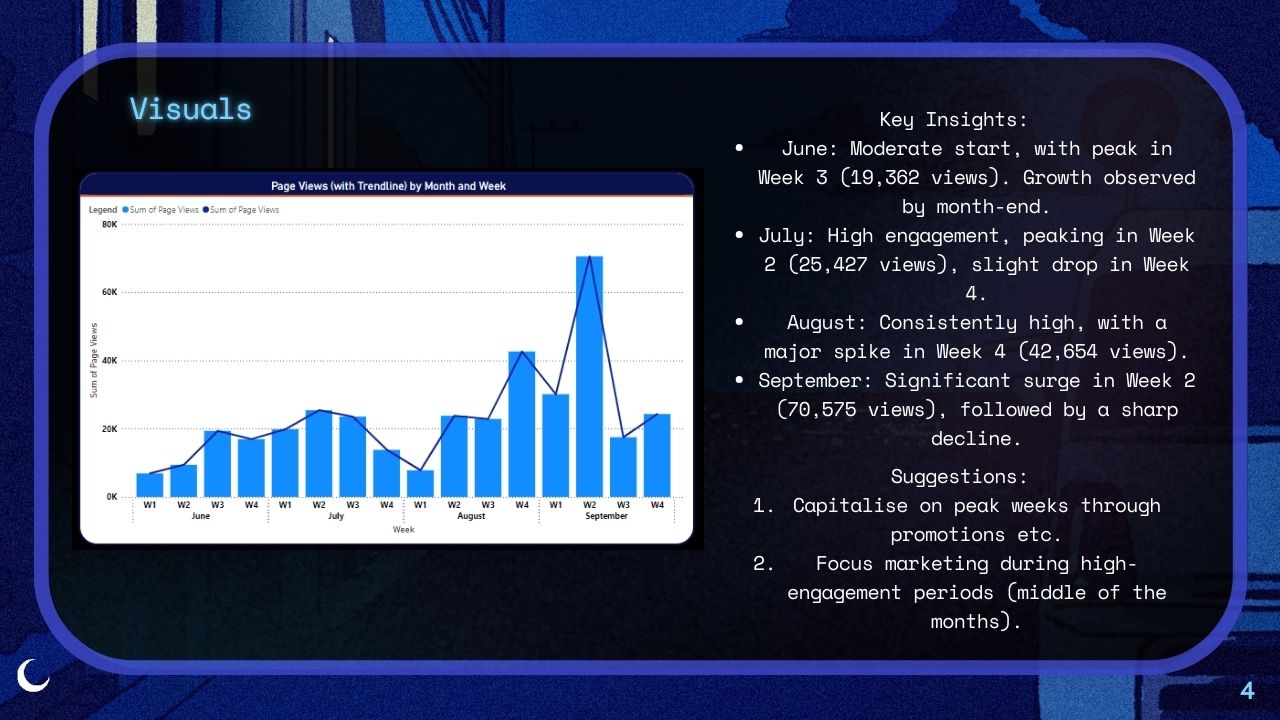 Visuals
Page Views (with Trendline) by Month and Week
Legend Sum of Page Views Sum of Page Views
80K
60K
40K
20K
0K
Sum of Page Views
W1 W2 W3 W4 W1 W2 W3 W4 W1 W2 W3 W4 W1 W2 W3 W4
June July August September
Week
Key Insights:
• June: Moderate start, with peak in
Week 3 (19,362 views). Growth observed
by month-end.
• July: High engagement, peaking in Week
2 (25,427 views), slight drop in Week
4.
• August: Consistently high, with a
major spike in Week 4 (42,654 views).
• September: Significant surge in Week 2
(70,575 views), followed by a sharp
decline.
Suggestions:
1. Capitalise on peak weeks through
promotions etc.
2. Focus marketing during high-
engagement periods (middle of the
months).
4